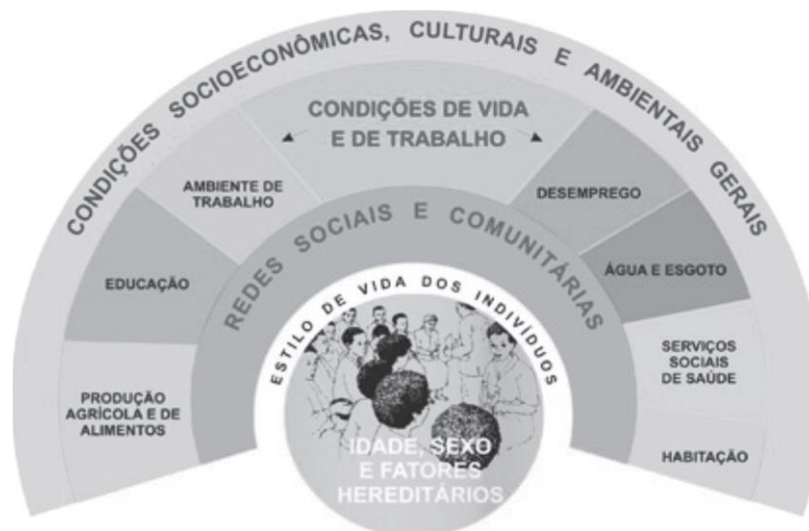 CONDIÇÕES SOCIOECONÔMICAS, CULTURAIS E AMBIENTAIS GERAIS
CONDIÇÕES DE VIDA
E DE TRABALHO
AMBIENTE DE
TRABALHO
DESEMPREGO
EDUCAÇÃO
ÁGUA E ESGOTO
PRODUÇÃO
AGRÍCOLA E DE
ALIMENTOS
SERVIÇOS
SOCIAIS
DE SAÚDE
HABITAÇÃO
REDES SOCIAIS E COMUNITÁRIAS
ESTILO DE VIDA DOS INDIVÍDUOS
IDADE, SEXO
E FATORES
HEREDITÁRIOS